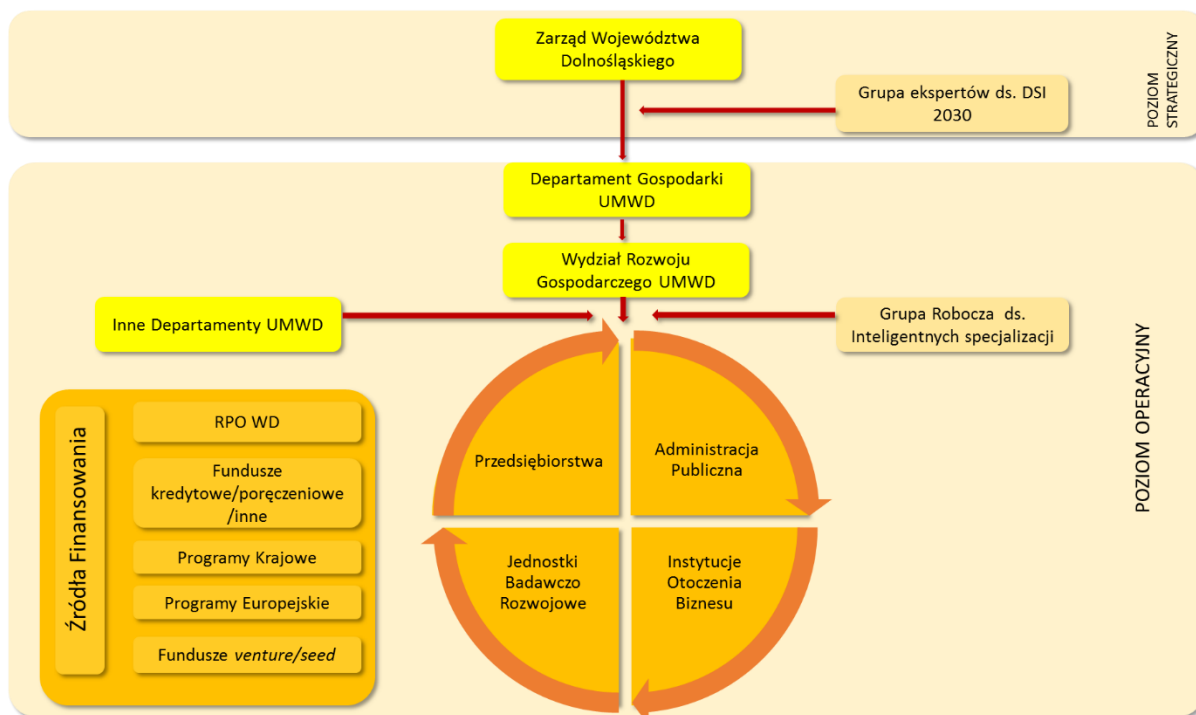 Zarząd Województwa
Dolnośląskiego
Grupa ekspertów ds. DSI
2030
POZIOM
STRATEGICZNY
Departament Gospodarki
UMWD
Wydział Rozwoju
Gospodarczego UMWD
Inne Departamenty UMWD
Grupa Robocza ds.
Inteligentnych specjalizacji
POZIOM OPERACYJNY
Źródła Finansowania
RPO WD
Fundusze
kredytowe/poręczeniowe
/inne
Programy Krajowe
Programy Europejskie
Fundusze venture/seed
Przedsiębiorstwa
Administracja
Publiczna
Jednostki
Badawczo
Rozwojowe
Instytucje
Otoczenia
Biznesu